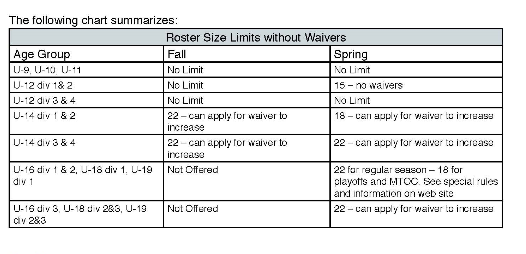 The following chart summarizes:
Roster Size Limits without Waivers
Age Group Fall Spring
U-9, U-10, U-11 No Limit No Limit
U-12 div 1& 2 No Limit 15 – no waivers
U-12 div 3 & 4 No Limit No Limit
U-14 div 1 & 2 22 – can apply for waiver to increase 18 – can apply for waiver to increase
U-14 div 3 & 4 22 – can apply for waiver to increase 22 – can apply for waiver to increase
U-16 div 1 & 2, U-18 div 1, U-19 div 1 Not Offered 22 for regular season – 18 for playoffs and MTOC. See special rules and information on web site
U-16 div 3, U-18 div 2&3, U-19 div 2&3 Not Offered 22 – can apply for waiver to increase